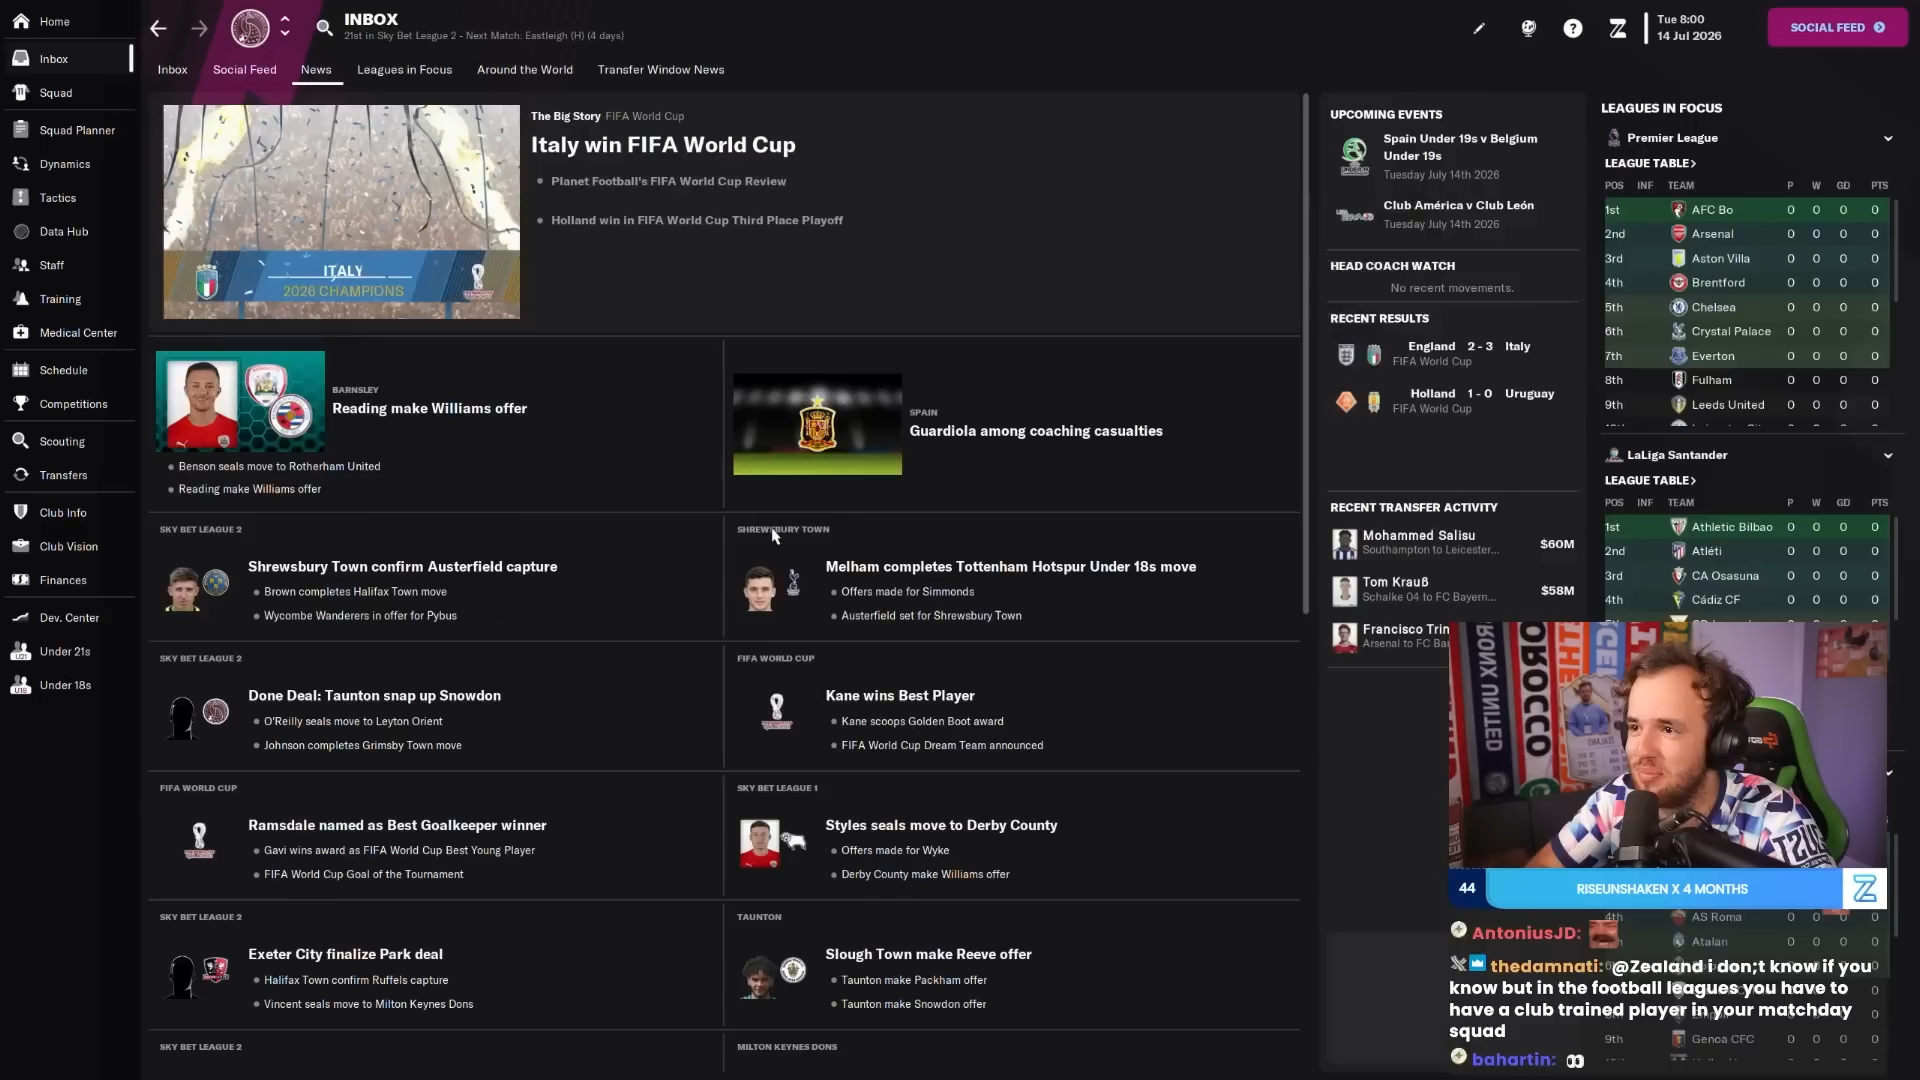 Home
Inbox
Squad
Squad Planner
Dynamics
Tactics
Data Hub
Staff
Training
Medical Center
Schedule
Competitions
Scouting
Transfers
Club Info
Club Vision
Finances
Dev. Center
Under 21s
Under 18s
INBOX
21st in Sky Bet League 2 - Next Match: Eastleigh (H) (4 days)
Tue 8:00
14 Jul 2026
SOCIAL FEED
Inbox Social Feed News Leagues in Focus Around the World Transfer Window News
ITALY
2026 CHAMPIONS
The Big Story FIFA World Cup
Italy win FIFA World Cup
Planet Football's FIFA World Cup Review
Holland win in FIFA World Cup Third Place Playoff
BARNSLEY
Reading make Williams offer
Benson seals move to Rotherham United
Reading make Williams offer
SPAIN
Guardiola among coaching casualties
SKY BET LEAGUE 2
Shrewsbury Town confirm Austerfield capture
Brown completes Halifax Town move
Wycombe Wanderers in offer for Pybus
SHREWSBURY TOWN
Melham completes Tottenham Hotspur Under 18s move
Offers made for Simmonds
Austerfield set for Shrewsbury Town
SKY BET LEAGUE 2
Done Deal: Taunton snap up Snowdon
O'Reilly seals move to Leyton Orient
Johnson completes Grimsby Town move
FIFA WORLD CUP
Kane wins Best Player
Kane scoops Golden Boot award
FIFA World Cup Dream Team announced
FIFA WORLD CUP
Ramsdale named as Best Goalkeeper winner
Gavi wins award as FIFA World Cup Best Young Player
FIFA World Cup Goal of the Tournament
SKY BET LEAGUE 1
Styles seals move to Derby County
Offers made for Wyke
Derby County make Williams offer
SKY BET LEAGUE 2
Exeter City finalize Park deal
Halifax Town confirm Ruffels capture
Vincent seals move to Milton Keynes Dons
TAUNTON
Slough Town make Reeve offer
Taunton make Packham offer
Taunton make Snowdon offer
SKY BET LEAGUE 2
MILTON KEYNES DONS
UPCOMING EVENTS
Spain Under 19s v Belgium
Under 19s
Tuesday July 14th 2026
Club América v Club León
Tuesday July 14th 2026
HEAD COACH WATCH
No recent movements.
RECENT RESULTS
England 2 - 3 Italy
FIFA World Cup
Holland 1 - 0 Uruguay
FIFA World Cup
RECENT TRANSFER ACTIVITY
Mohammed Salisu
Southampton to Leicester... $60M
Tom Krauß
Schalke 04 to FC Bayern... $58M
Francisco Trin
Arsenal to FC Bar
LEAGUES IN FOCUS
Premier League
LEAGUE TABLE>
POS INF TEAM P W GD PTS
1st AFC Bo 0 0 0 0
2nd Arsenal 0 0 0 0
3rd Aston Villa 0 0 0 0
4th Brentford 0 0 0 0
5th Chelsea 0 0 0 0
6th Crystal Palace 0 0 0 0
7th Everton 0 0 0 0
8th Fulham 0 0 0 0
9th Leeds United 0 0 0 0
LaLiga Santander
LEAGUE TABLE>
POS INF TEAM P W GD PTS
1st Athletic Bilbao 0 0 0 0
2nd Atléti 0 0 0 0
3rd CA Osasuna 0 0 0 0
4th Cádiz CF 0 0 0 0
BRONX UNITED
MOROCCO
44 RISEUNSHAKEN X 4 MONTHS
4th AS Roma 0 0 0 0
Atalan 0 0 0 0
9th Genoa CFC 0 0 0 0
AntoniusJD:
thedamnati: @Zealand i don;t know if you
know but in the football leagues you have to
have a club trained player in your matchday
squad
bahartin: